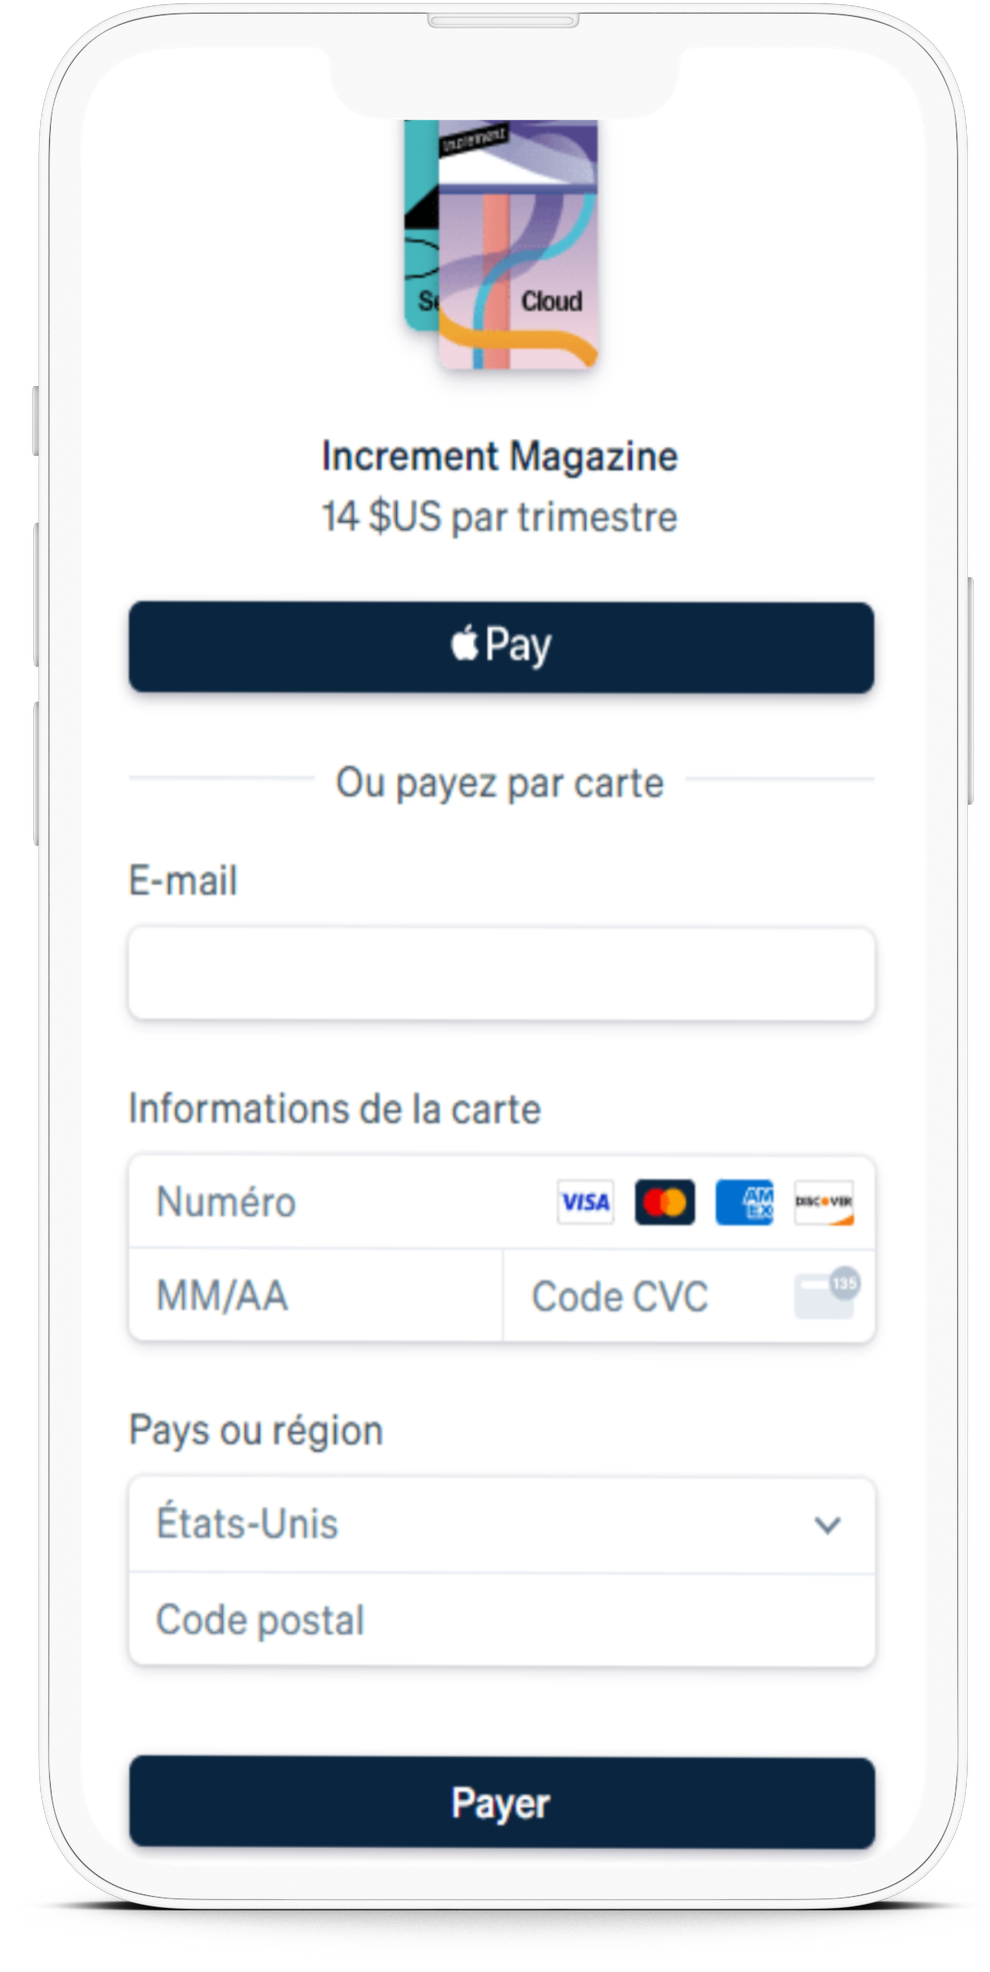 Increment
Se
Cloud
Increment Magazine
14 $US par trimestre
Pay
Ou payez par carte
E-mail
Informations de la carte
Numéro VISA AM EX DISCOVER
MM/AA Code CVC 135
Pays ou région
États-Unis
Code postal
Payer